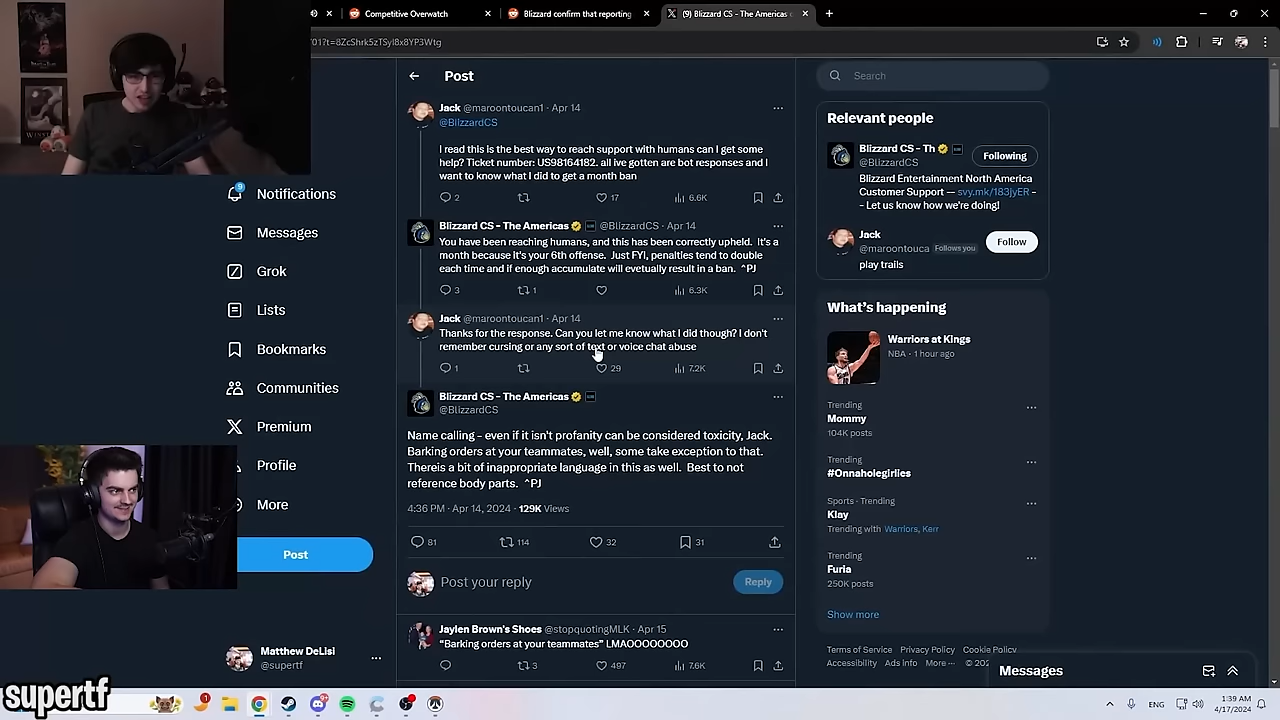 Competitive Overwatch
Blizzard confirm that reporting
(9) Blizzard CS - The Americas
01?t=8ZcShrk5zTSyl8x8YP3Wtg
Notifications
9
Messages
Grok
Lists
Bookmarks
Communities
Premium
Profile
More
Post
Matthew DeLisi
@supertf
supertf
Post
Jack @maroontoucan1 · Apr 14
@BlizzardCS
I read this is the best way to reach support with humans can I get some
help? Ticket number: US98164182. all ive gotten are bot responses and I
want to know what I did to get a month ban
2 17 6.6K
Blizzard CS - The Americas @BlizzardCS · Apr 14
You have been reaching humans, and this has been correctly upheld. It's a
month because it's your 6th offense. Just FYI, penalties tend to double
each time and if enough accumulate will evetually result in a ban. ^PJ
3 1 6.3K
Jack @maroontoucan1 · Apr 14
Thanks for the response. Can you let me know what I did though? I don't
remember cursing or any sort of text or voice chat abuse
1 29 7.2K
Blizzard CS - The Americas
@BlizzardCS
Name calling - even if it isn't profanity can be considered toxicity, Jack.
Barking orders at your teammates, well, some take exception to that.
Thereis a bit of inappropriate language in this as well. Best to not
reference body parts. ^PJ
4:36 PM · Apr 14, 2024 · 129K Views
81 114 32 31
Post your reply
Reply
Jaylen Brown's Shoes @stopquotingMLK · Apr 15
"Barking orders at your teammates" LMAOOOOOOOO
3 497 7.6K
Search
Relevant people
Blizzard CS - Th
@BlizzardCS
Following
Blizzard Entertainment North America
Customer Support — svy.mk/183jyER -
- Let us know how we're doing!
Jack
@maroontouca Follows you
Follow
play trails
What's happening
Warriors at Kings
NBA · 1 hour ago
Trending
Mommy
104K posts
Trending
#Onnaholegirlies
Sports · Trending
Klay
Trending with Warriors, Kerr
Trending
Furia
250K posts
Show more
Terms of Service Privacy Policy Cookie Policy
Accessibility Ads info More ··· © 202
Messages
ENG
1:39 AM
4/17/2024